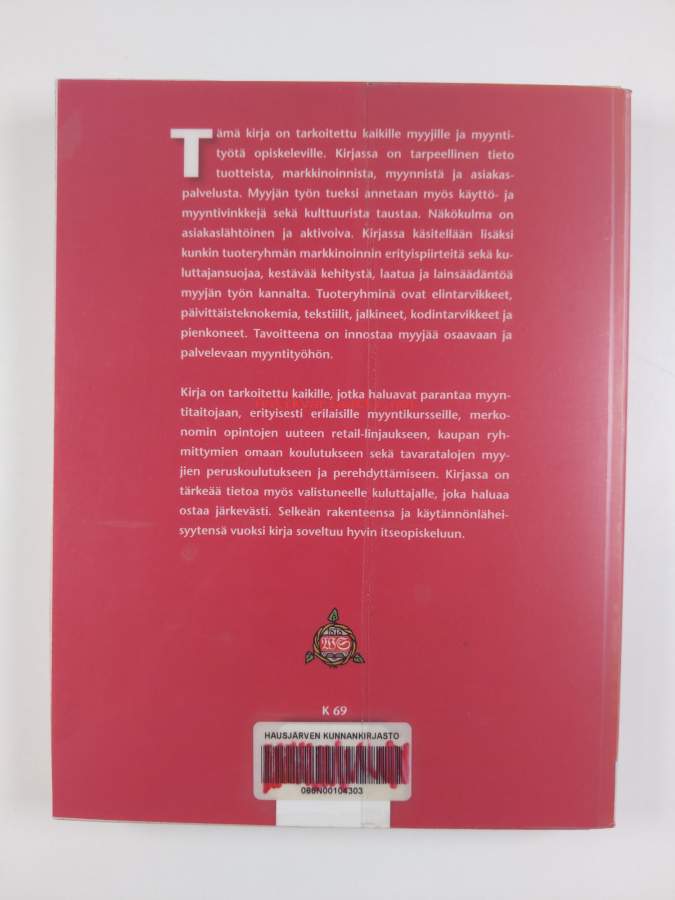 Tämä kirja on tarkoitettu kaikille myyjille ja myynti-
työtä opiskeleville. Kirjassa on tarpeellinen tieto
tuotteista, markkinoinnista, myynnistä ja asiakas-
palvelusta. Myyjän työn tueksi annetaan myös käyttö- ja
myyntivinkkejä sekä kulttuurista taustaa. Näkökulma on
asiakaslähtöinen ja aktivoiva. Kirjassa käsitellään lisäksi
kunkin tuoteryhmän markkinoinnin erityispiirteitä sekä ku-
luttajansuojaa, kestävää kehitystä, laatua ja lainsäädäntöä
myyjän työn kannalta. Tuoteryhminä ovat elintarvikkeet,
päivittäisteknokemia, tekstiilit, jalkineet, kodintarvikkeet ja
pienkoneet. Tavoitteena on innostaa myyjää osaavaan ja
palvelevaan myyntityöhön.
Kirja on tarkoitettu kaikille, jotka haluavat parantaa myyn-
titaitojaan, erityisesti erilaisille myyntikursseille, merko-
nomin opintojen uuteen retail-linjaukseen, kaupan ryh-
mittymien omaan koulutukseen sekä tavaratalojen myy-
jien peruskoulutukseen ja perehdyttämiseen. Kirjassa on
tärkeää tietoa myös valistuneelle kuluttajalle, joka haluaa
ostaa järkevästi. Selkeän rakenteensa ja käytännönlähei-
syytensä vuoksi kirja soveltuu hyvin itseopiskeluun.
WS
K 69
HAUSJÄRVEN KUNNANKIRJASTO
086N00104303